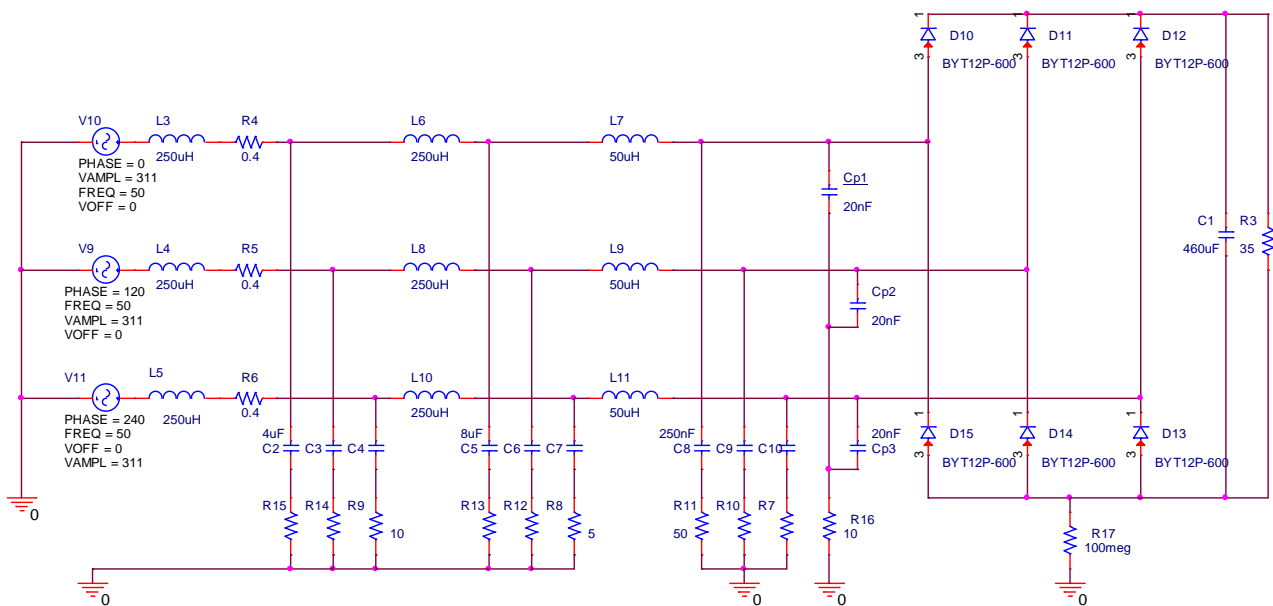 1 D10 3 BYT12P-600
1 D11 3 BYT12P-600
1 D12 3 BYT12P-600
V10 L3 R4 L6 L7
250uH 0.4 250uH 50uH
PHASE = 0
VAMPL = 311
FREQ = 50
VOFF = 0
Cp1
20nF
C1 R3
460uF 35
V9 L4 R5 L8 L9
250uH 0.4 250uH 50uH
PHASE = 120
FREQ = 50
VAMPL = 311
VOFF = 0
Cp2
20nF
V11 L5 R6 L10 L11
250uH 0.4 250uH 50uH
PHASE = 240
FREQ = 50
VOFF = 0
VAMPL = 311
4uF 8uF 250nF 20nF
C2 C3 C4 C5 C6 C7 C8 C9 C10 Cp3
1 D15 3 BYT12P-600
1 D14 3 BYT12P-600
1 D13 3 BYT12P-600
R15 R14 R9 R13 R12 R8 R11 R10 R7 R16
10 5 50 10
R17
100meg
0
0 0 0 0